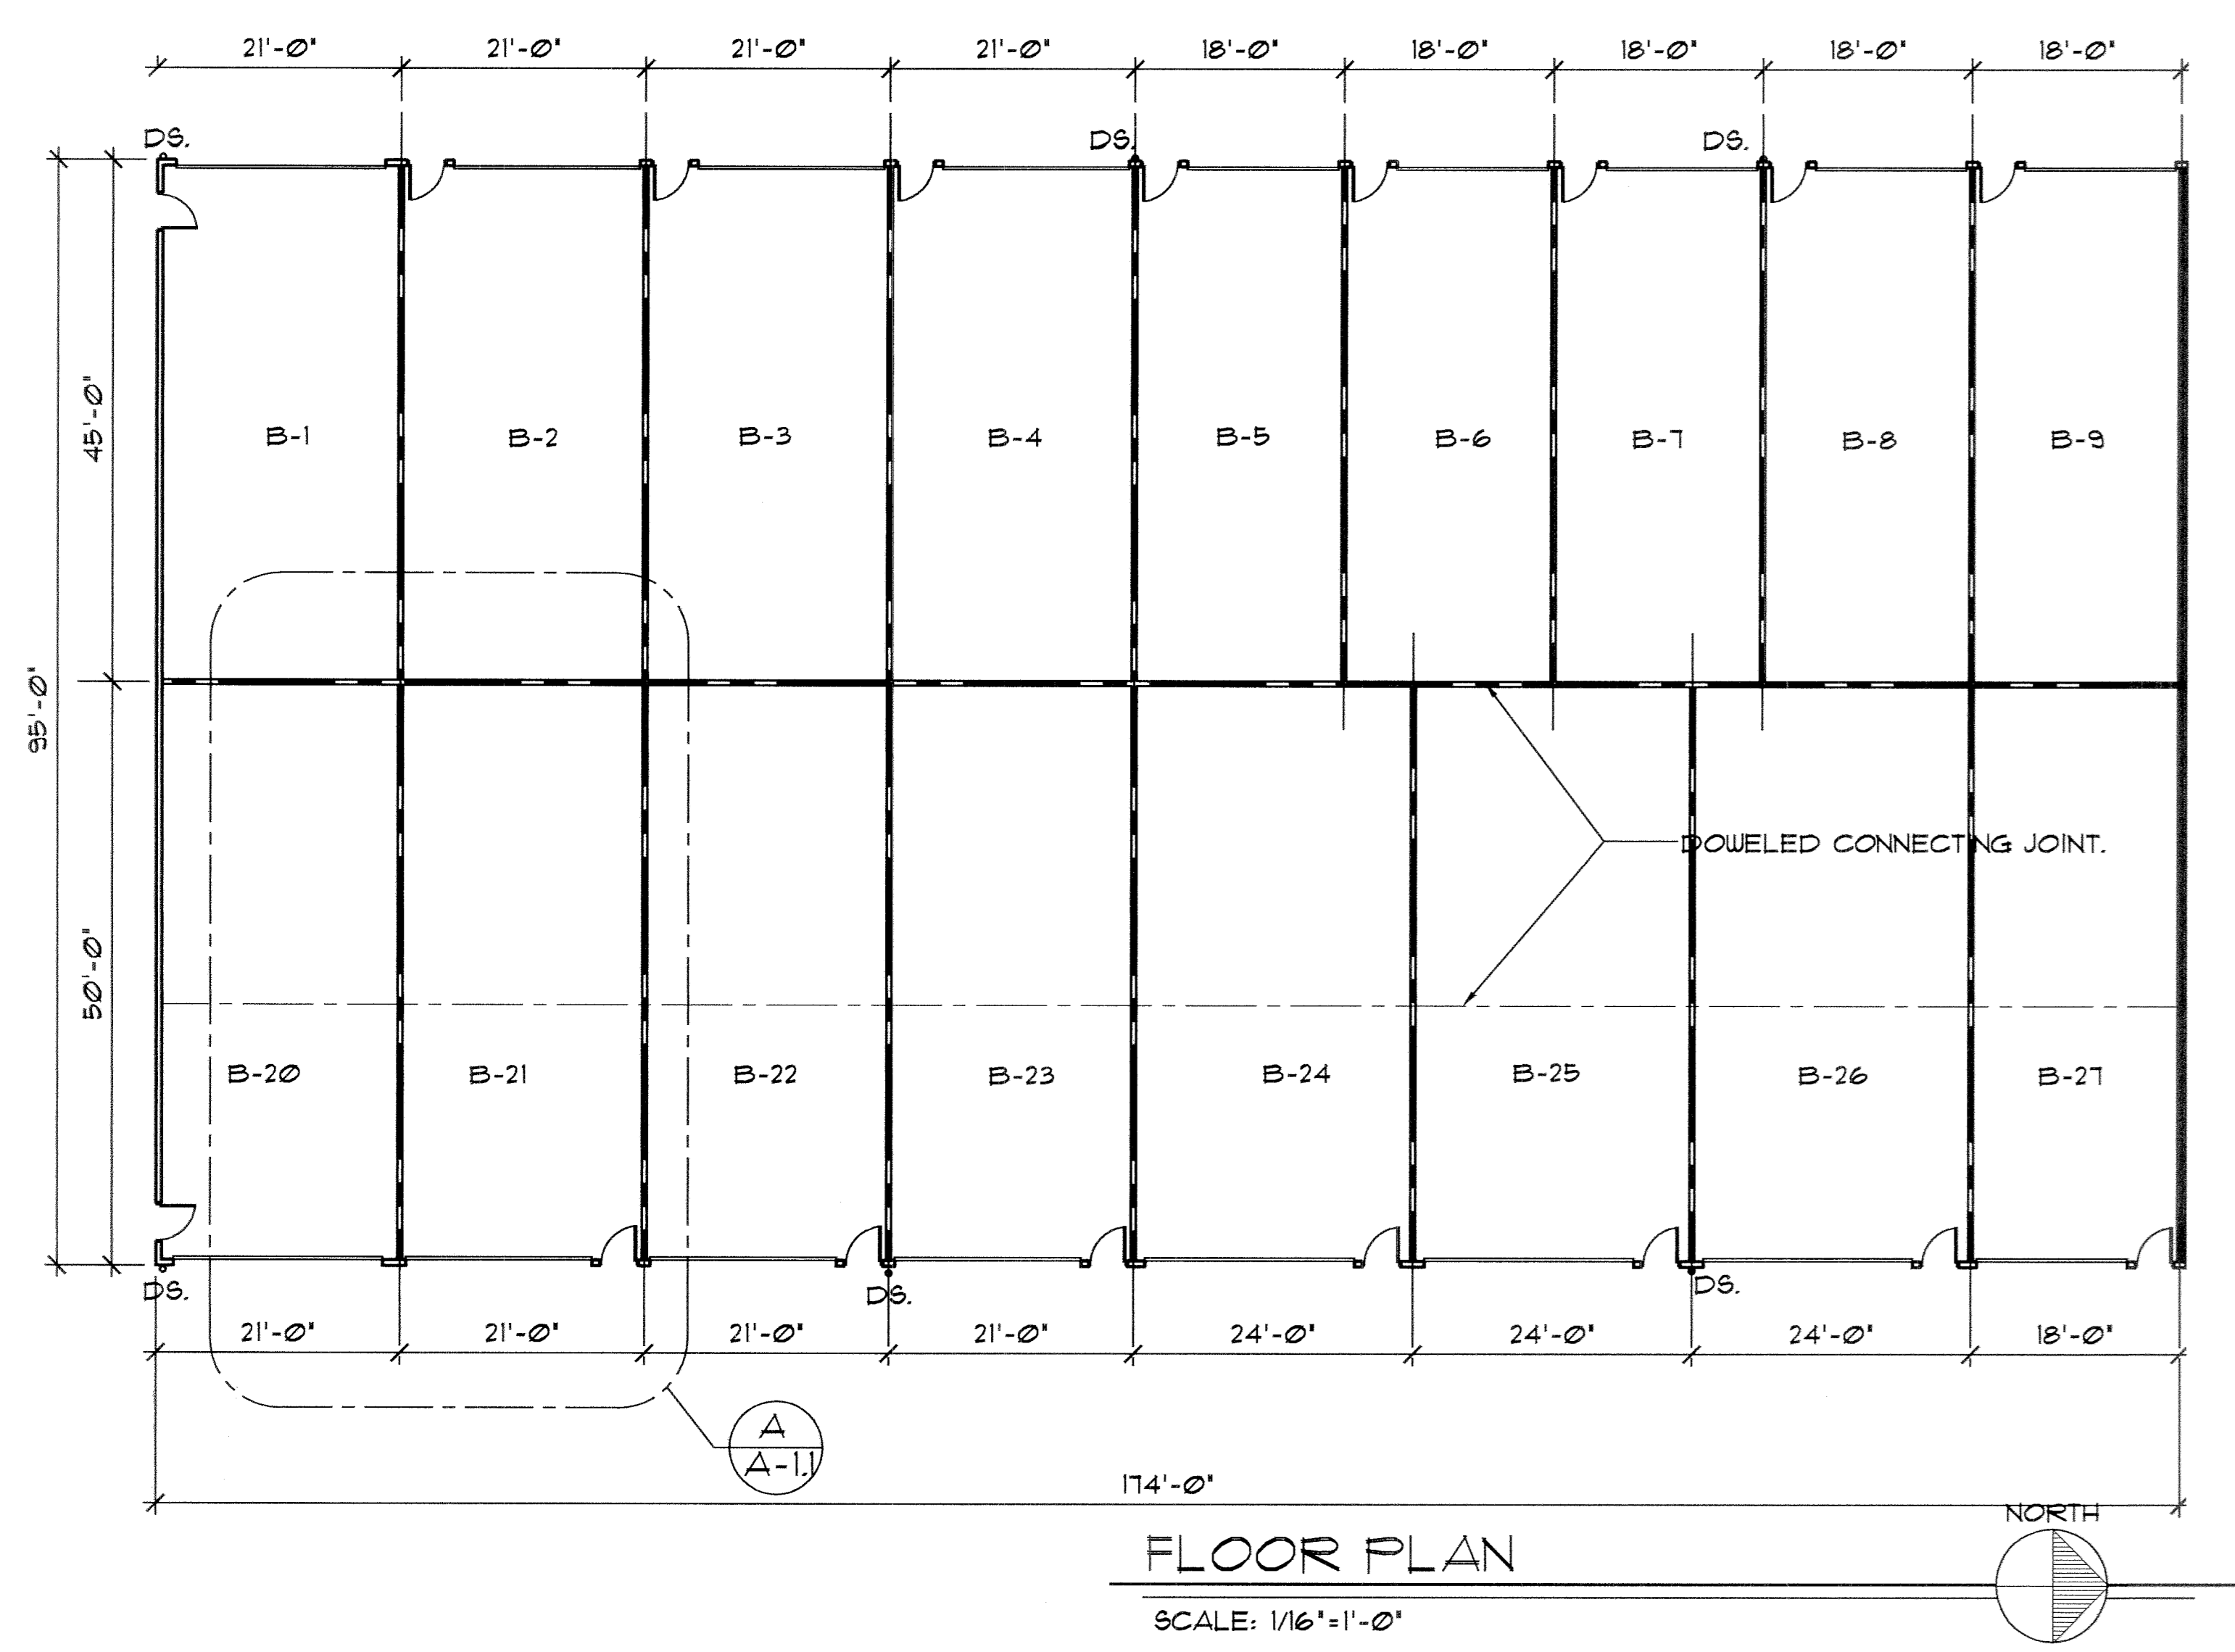 21'-0" 21'-0" 21'-0" 21'-0" 18'-0" 18'-0" 18'-0" 18'-0" 18'-0"
DS. DS. DS.
45'-0"
B-1 B-2 B-3 B-4 B-5 B-6 B-7 B-8 B-9
95'-0"
DOWELED CONNECTING JOINT.
50'-0"
B-20 B-21 B-22 B-23 B-24 B-25 B-26 B-27
DS. DS. DS.
21'-0" 21'-0" 21'-0" 21'-0" 24'-0" 24'-0" 24'-0" 18'-0"
A
A-1.1
174'-0"
NORTH
FLOOR PLAN
SCALE: 1/16"=1'-0"